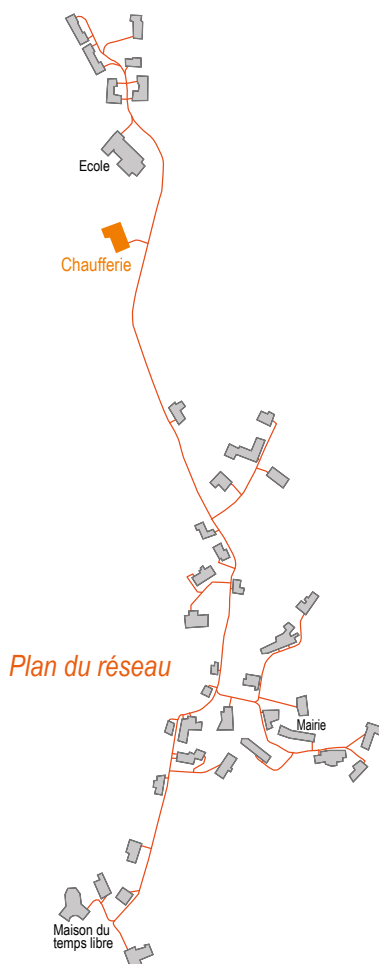 Ecole
Chaufferie
Plan du réseau
Mairie
Maison du
temps libre